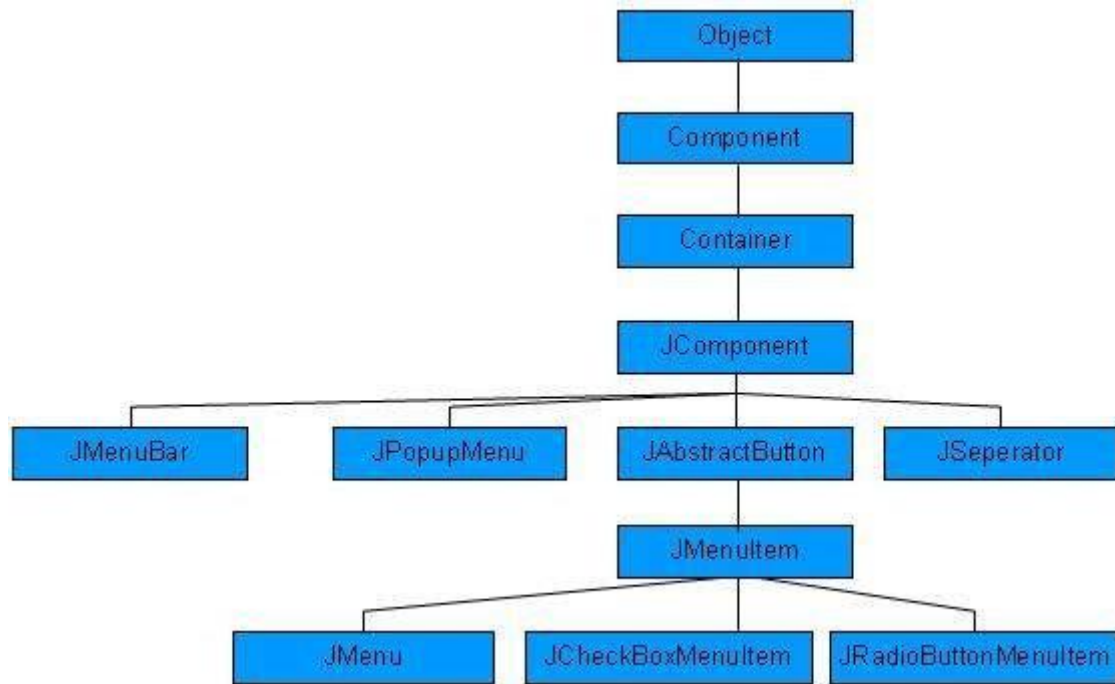 Object
Component
Container
JComponent
JMenuBar
JPopupMenu
JAbstractButton
JSeperator
JMenuItem
JMenu
JCheckBoxMenuItem
JRadioButtonMenuItem